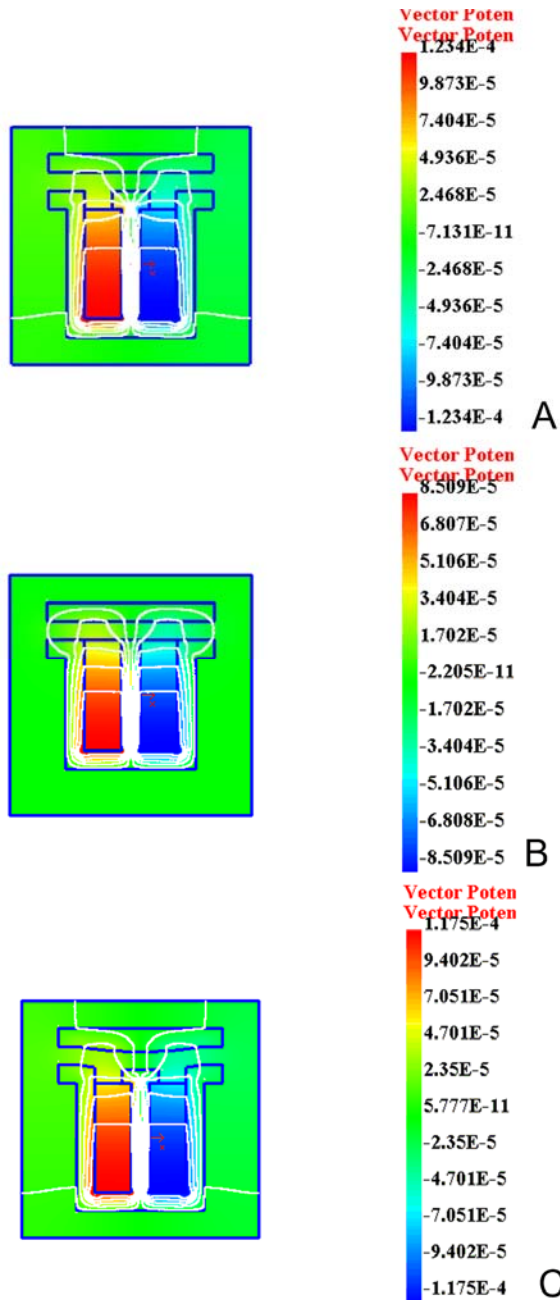 Vector Poten
Vector Poten
1.234E-4
9.873E-5
7.404E-5
4.936E-5
2.468E-5
-7.131E-11
-2.468E-5
-4.936E-5
-7.404E-5
-9.873E-5
-1.234E-4
A
Vector Poten
Vector Poten
8.509E-5
6.807E-5
5.106E-5
3.404E-5
1.702E-5
-2.205E-11
-1.702E-5
-3.404E-5
-5.106E-5
-6.808E-5
-8.509E-5
B
Vector Poten
Vector Poten
1.175E-4
9.402E-5
7.051E-5
4.701E-5
2.35E-5
5.777E-11
-2.35E-5
-4.701E-5
-7.051E-5
-9.402E-5
-1.175E-4
C